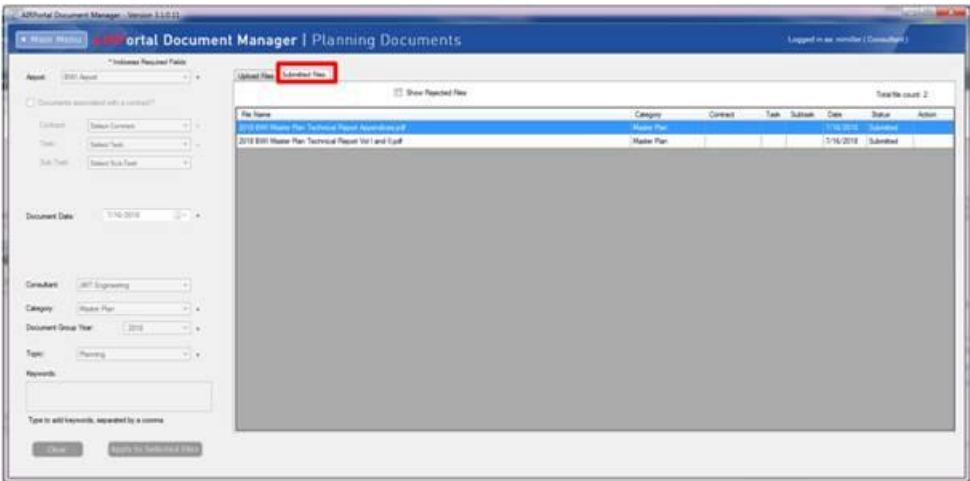 AIRPortal Document Manager - Version 3.1.0.11
Main Menu
AIRPortal Document Manager | Planning Documents
Logged in as: nmiller ( Consultant )
* Indicates Required Fields
Airport: BWI Airport *
Documents associated with a contract?
Contract: Select Contract *
Task: Select Task *
Sub Task: Select Sub Task
Document Date: 7/16/2018 *
Consultant: JMT Engineering
Category: Master Plan *
Document Group Year: 2018 *
Topic: Planning *
Keywords:
Type to add keywords, separated by a comma
Clear
Apply to Selected Files
Upload Files
Submitted Files
Show Rejected Files
Total file count: 2
File Name Category Contract Task Subtask Date Status Action
2018 BWI Master Plan Technical Report Appendices.pdf Master Plan 7/16/2018 Submitted
2018 BWI Master Plan Technical Report Vol I and II.pdf Master Plan 7/16/2018 Submitted